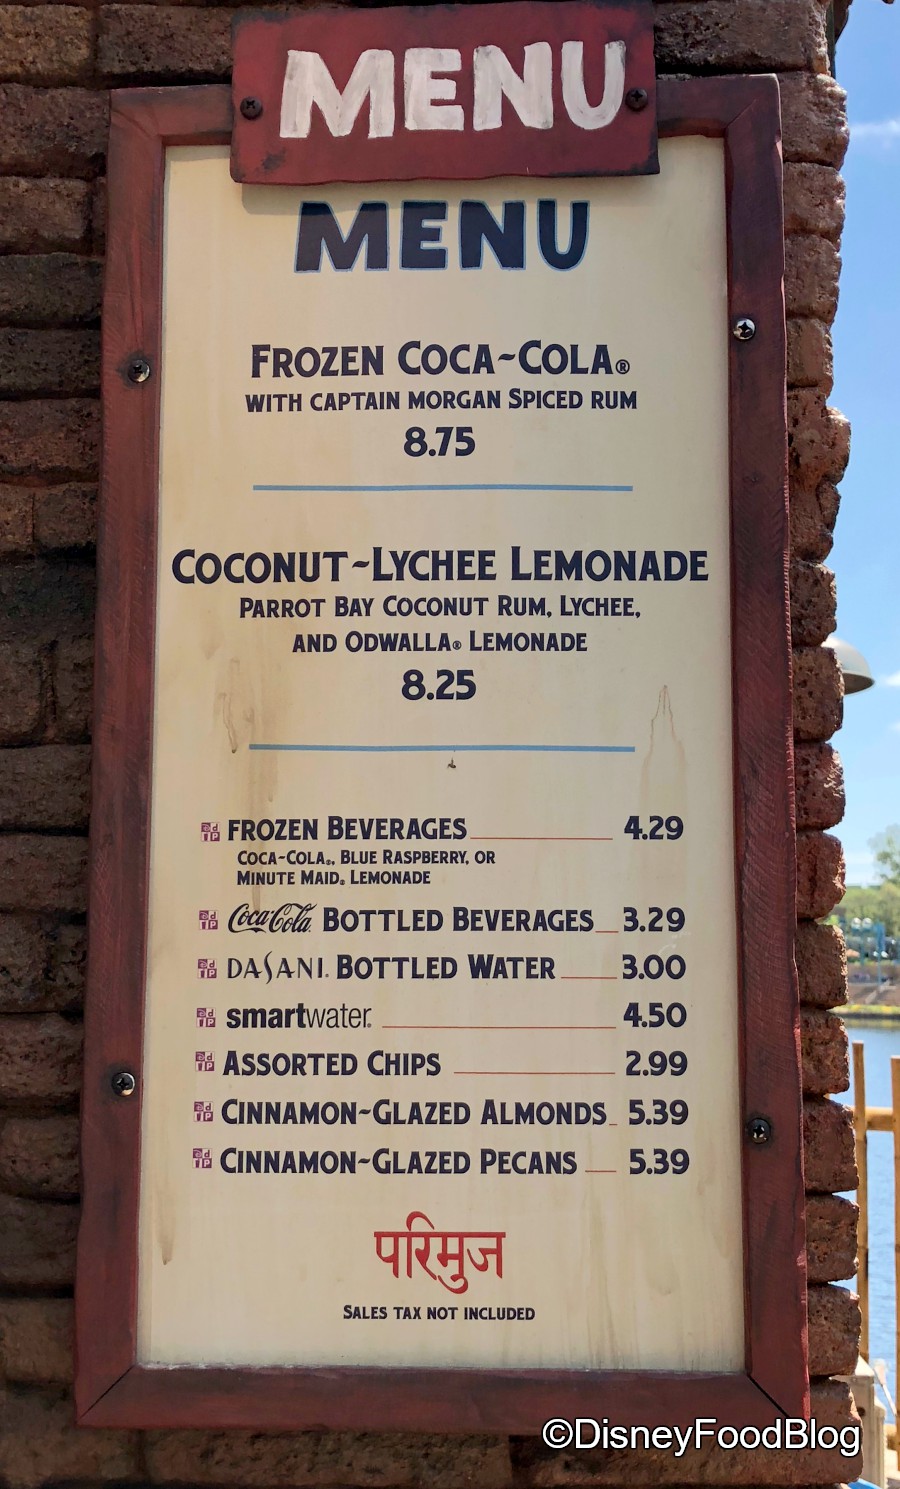 MENU
MENU
FROZEN COCA~COLA®
WITH CAPTAIN MORGAN SPICED RUM
8.75
COCONUT~LYCHEE LEMONADE
PARROT BAY COCONUT RUM, LYCHEE,
AND ODWALLA® LEMONADE
8.25
FROZEN BEVERAGES 4.29
COCA~COLA®, BLUE RASPBERRY, OR
MINUTE MAID® LEMONADE
Coca-Cola BOTTLED BEVERAGES 3.29
DASANI® BOTTLED WATER 3.00
smartwater® 4.50
ASSORTED CHIPS 2.99
CINNAMON~GLAZED ALMONDS 5.39
CINNAMON~GLAZED PECANS 5.39
परिमुज
SALES TAX NOT INCLUDED
©DisneyFoodBlog